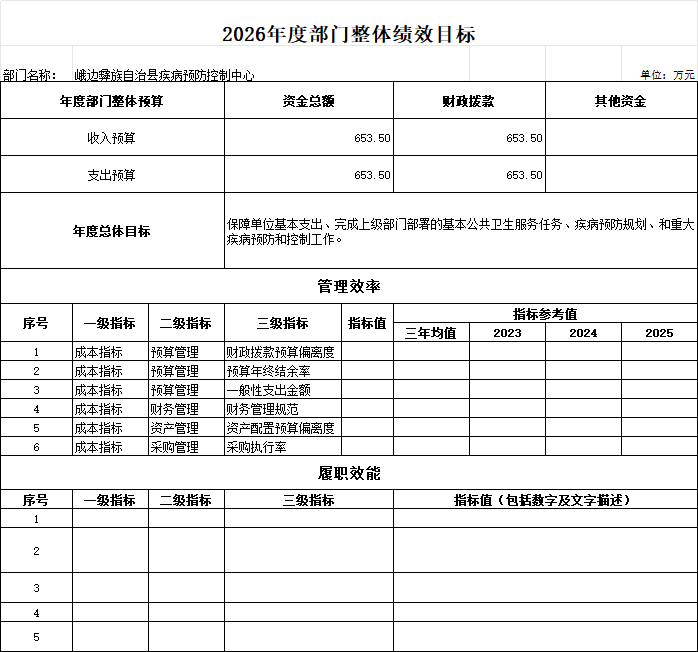 2026年度部门整体绩效目标
部门名称： 峨边彝族自治县疾病预防控制中心 单位：万元
年度部门整体预算 资金总额 财政拨款 其他资金
收入预算 653.50 653.50
支出预算 653.50 653.50
年度总体目标 保障单位基本支出、完成上级部门部署的基本公共卫生服务任务、疾病预防规划、和重大
疾病预防和控制工作。
管理效率
序号 一级指标 二级指标 三级指标 指标值 指标参考值
三年均值 2023 2024 2025
1 成本指标 预算管理 财政拨款预算偏离度
2 成本指标 预算管理 预算年终结余率
3 成本指标 预算管理 一般性支出金额
4 成本指标 财务管理 财务管理规范
5 成本指标 资产管理 资产配置预算偏离度
6 成本指标 采购管理 采购执行率
履职效能
序号 一级指标 二级指标 三级指标 指标值（包括数字及文字描述）
1
2
3
4
5